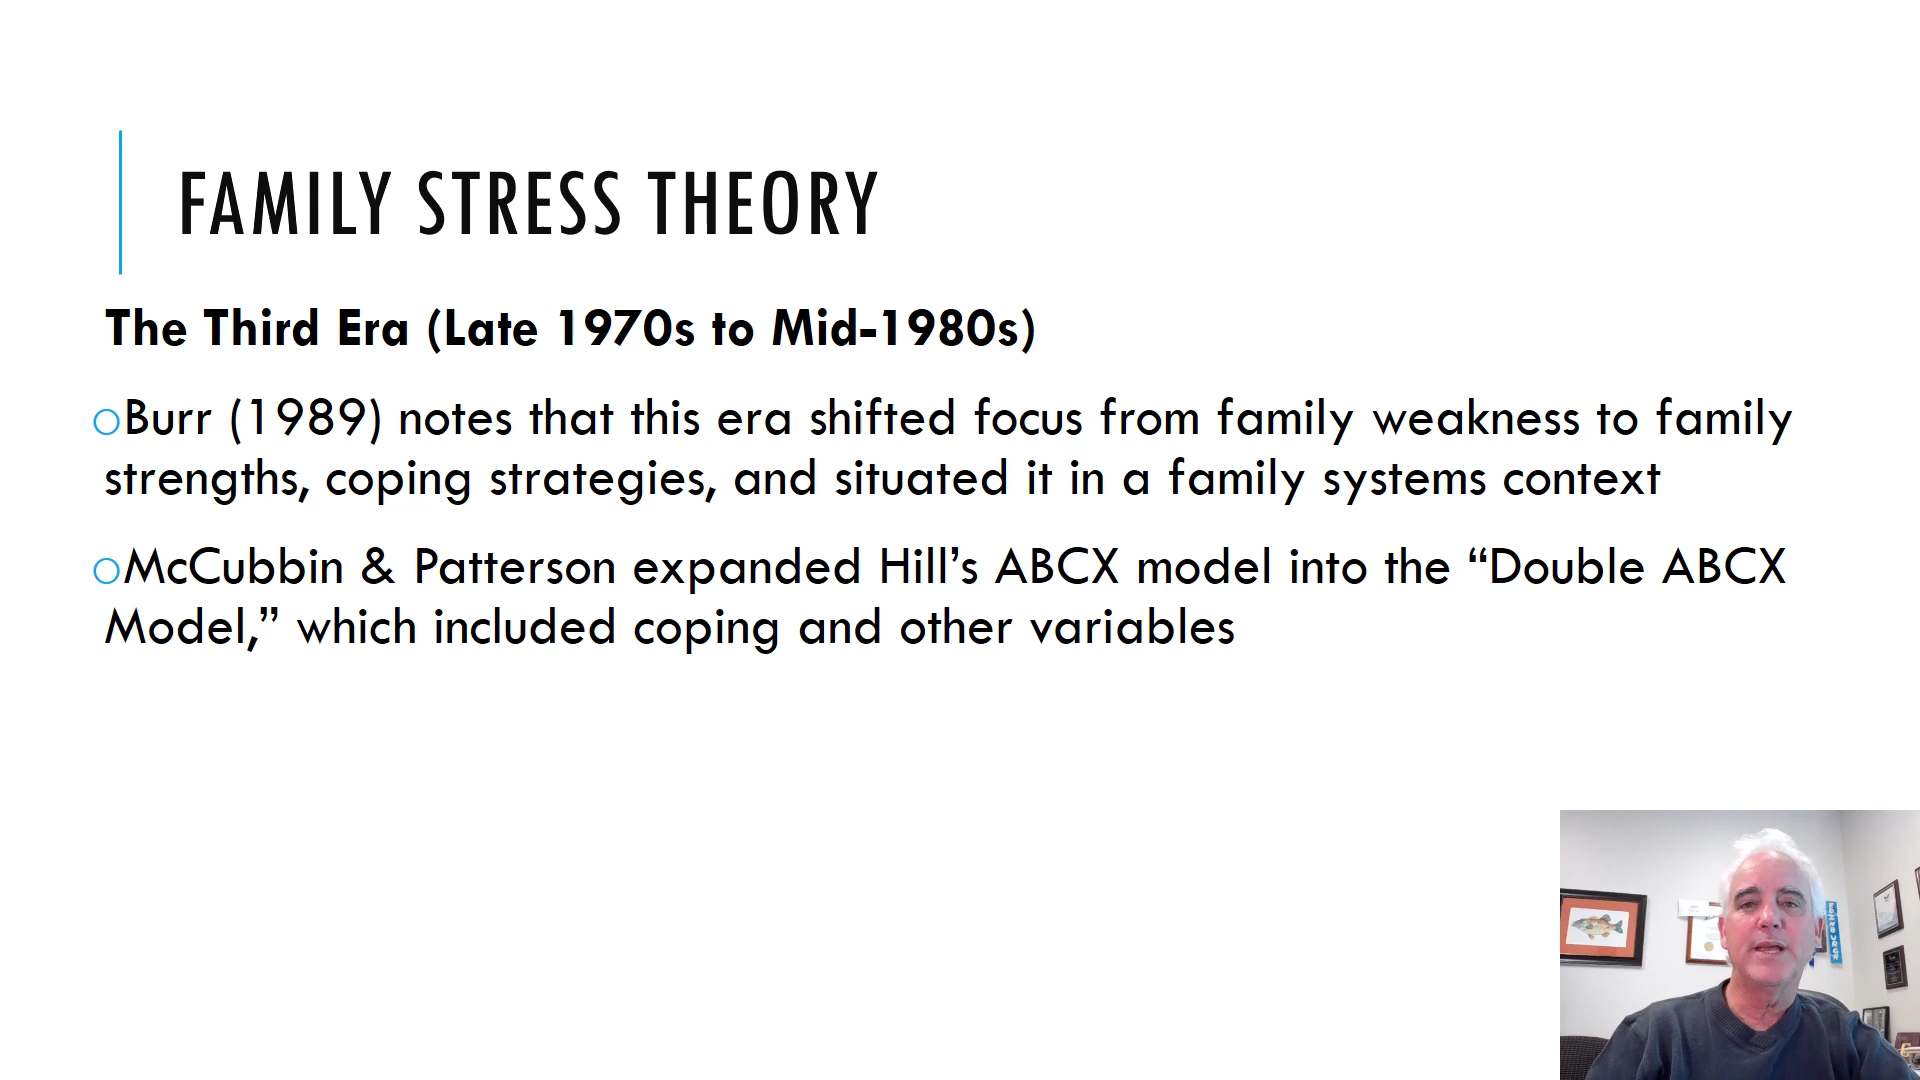 FAMILY STRESS THEORY
The Third Era (Late 1970s to Mid-1980s)
Burr (1989) notes that this era shifted focus from family weakness to family
strengths, coping strategies, and situated it in a family systems context
McCubbin & Patterson expanded Hill’s ABCX model into the “Double ABCX
Model,” which included coping and other variables